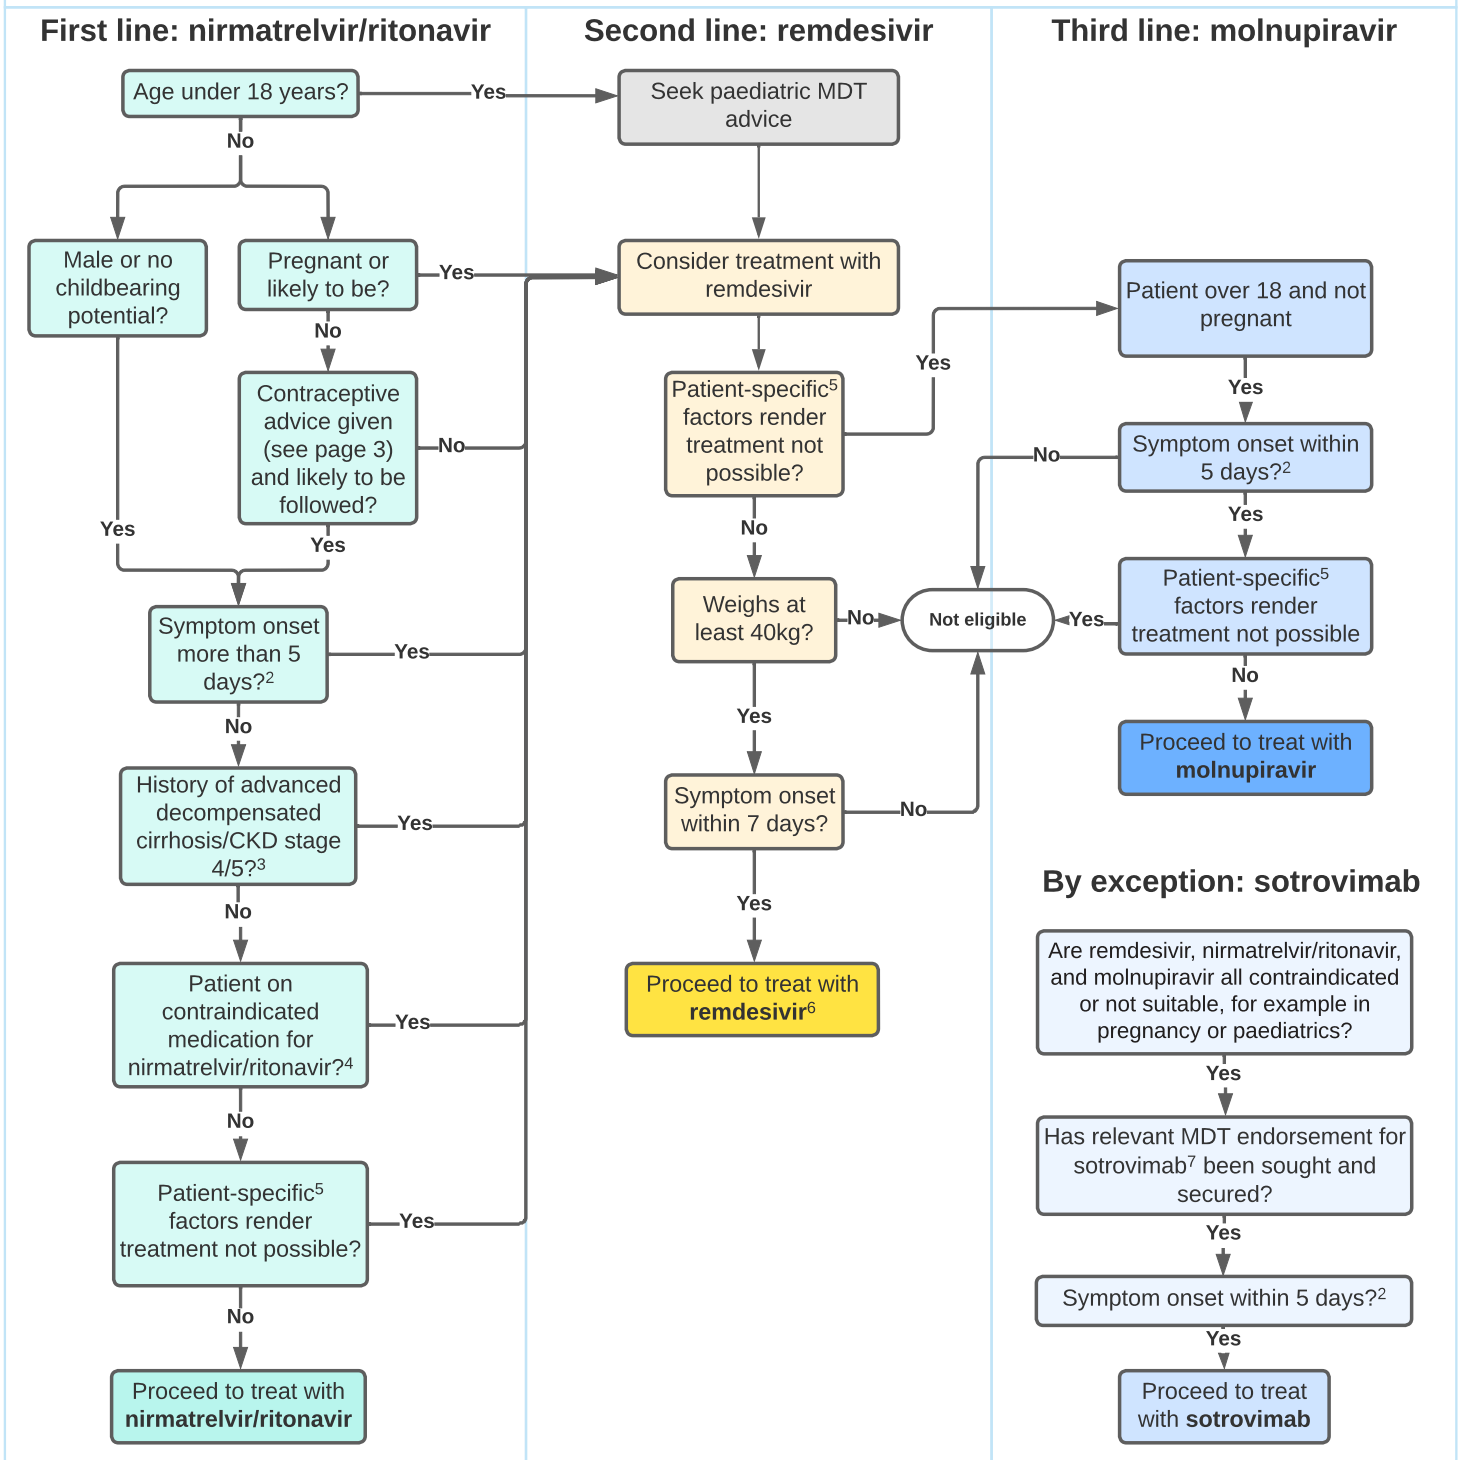 First line: nirmatrelvir/ritonavir
Age under 18 years?
Yes
No
Male or no
childbearing
potential?
Pregnant or
likely to be?
Yes
No
Contraceptive
advice given
(see page 3)
and likely to be
followed?
No
Yes
Yes
Symptom onset
more than 5
days?2
Yes
No
History of advanced
decompensated
cirrhosis/CKD stage
4/5?3
Yes
No
Patient on
contraindicated
medication for
nirmatrelvir/ritonavir?4
Yes
No
Patient-specific5
factors render
treatment not possible?
Yes
No
Proceed to treat with
nirmatrelvir/ritonavir
Second line: remdesivir
Seek paediatric MDT
advice
Consider treatment with
remdesivir
Patient-specific5
factors render
treatment not
possible?
Yes
No
Weighs at
least 40kg?
No
Not eligible
Yes
Symptom onset
within 7 days?
No
Yes
Proceed to treat with
remdesivir6
Third line: molnupiravir
Patient over 18 and not
pregnant
Yes
Symptom onset within
5 days?2
No
Yes
Patient-specific5
factors render
treatment not possible
Yes
No
Proceed to treat with
molnupiravir
By exception: sotrovimab
Are remdesivir, nirmatrelvir/ritonavir,
and molnupiravir all contraindicated
or not suitable, for example in
pregnancy or paediatrics?
Yes
Has relevant MDT endorsement for
sotrovimab7 been sought and
secured?
Yes
Symptom onset within 5 days?2
Yes
Proceed to treat
with sotrovimab